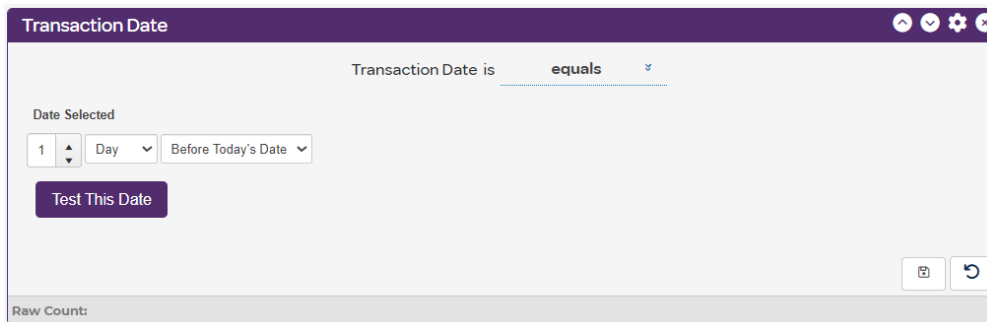 Transaction Date
Transaction Date is equals
Date Selected
1 Day Before Today's Date
Test This Date
Raw Count: